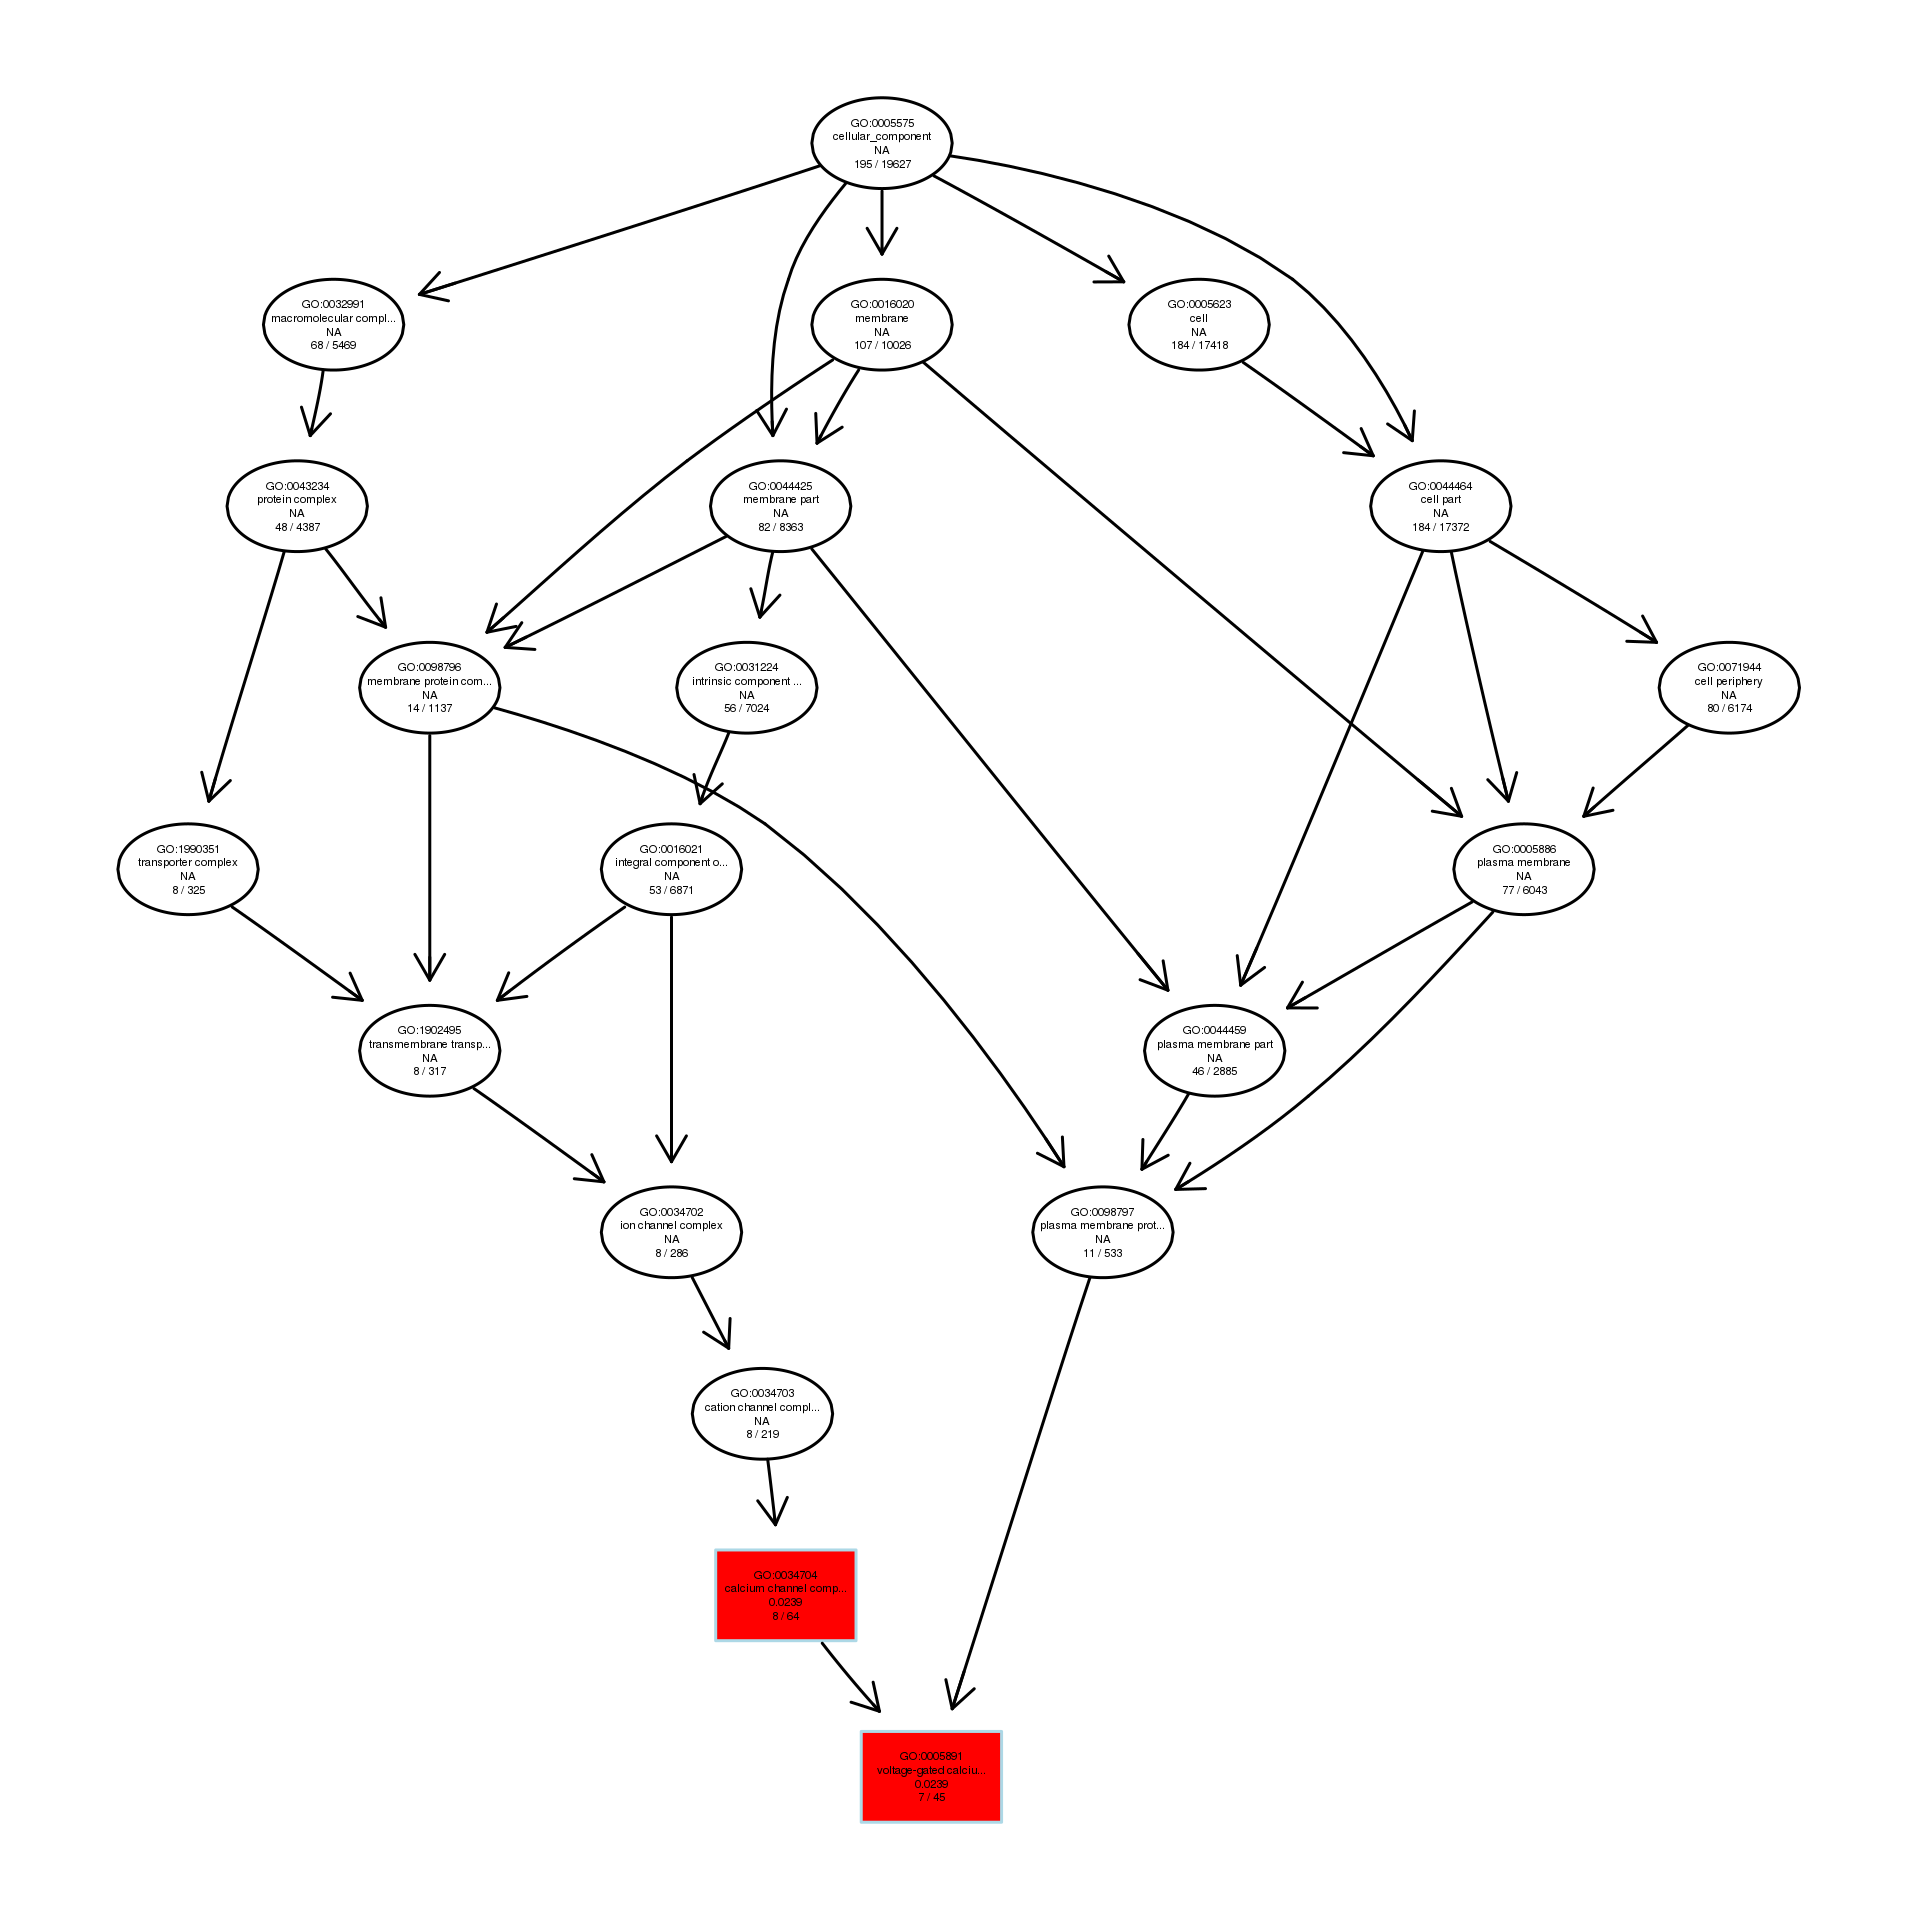 GO:0005575
cellular_component
NA
195 / 19627
GO:0032991
macromolecular compl...
NA
68 / 5469
GO:0016020
membrane
NA
107 / 10026
GO:0005623
cell
NA
184 / 17418
GO:0043234
protein complex
NA
48 / 4387
GO:0044425
membrane part
NA
82 / 8363
GO:0044464
cell part
NA
184 / 17372
GO:0098796
membrane protein com...
NA
14 / 1137
GO:0031224
intrinsic component ...
NA
56 / 7024
GO:0071944
cell periphery
NA
80 / 6174
GO:1990351
transporter complex
NA
8 / 325
GO:0016021
integral component o...
NA
53 / 6871
GO:0005886
plasma membrane
NA
77 / 6043
GO:1902495
transmembrane transp...
NA
8 / 317
GO:0044459
plasma membrane part
NA
46 / 2885
GO:0034702
ion channel complex
NA
8 / 286
GO:0098797
plasma membrane prot...
NA
11 / 533
GO:0034703
cation channel compl...
NA
8 / 219
GO:0034704
calcium channel comp...
0.0239
8 / 64
GO:0005891
voltage-gated calciu...
0.0239
7 / 45